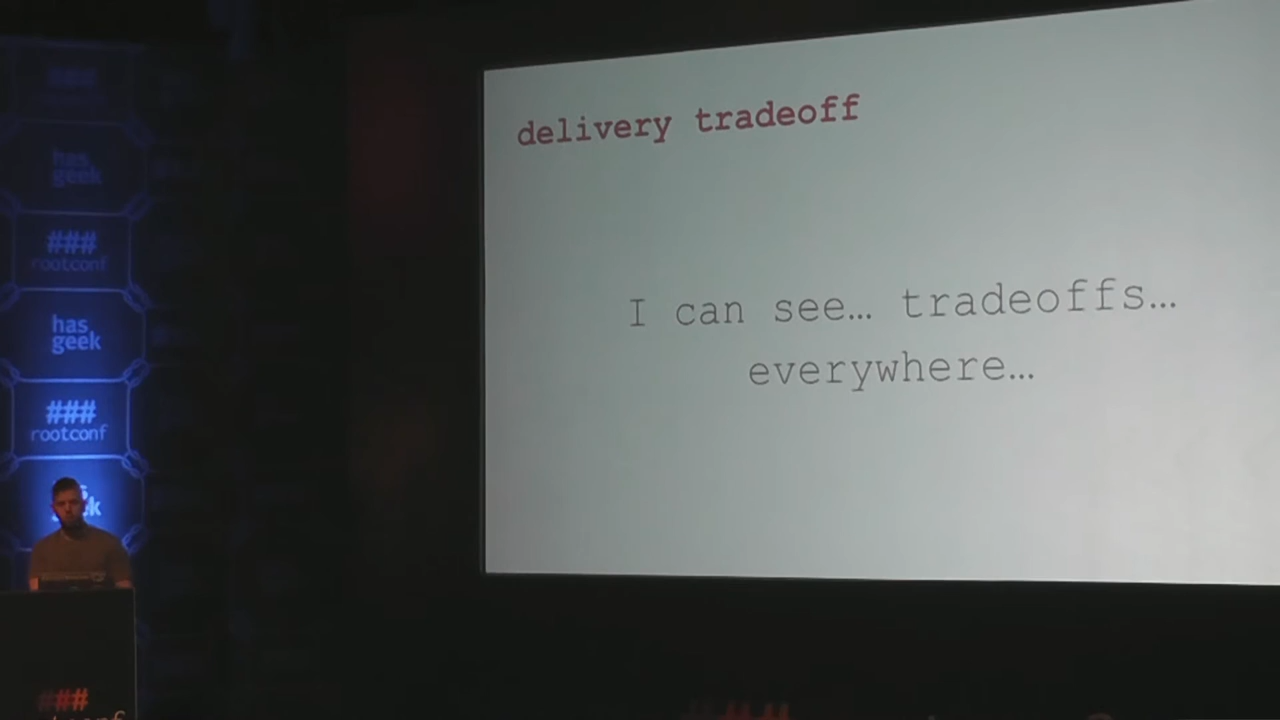 delivery tradeoff
I can see… tradeoffs…
everywhere…
has
geek
###
rootconf
has
geek
###
rootconf
###
###